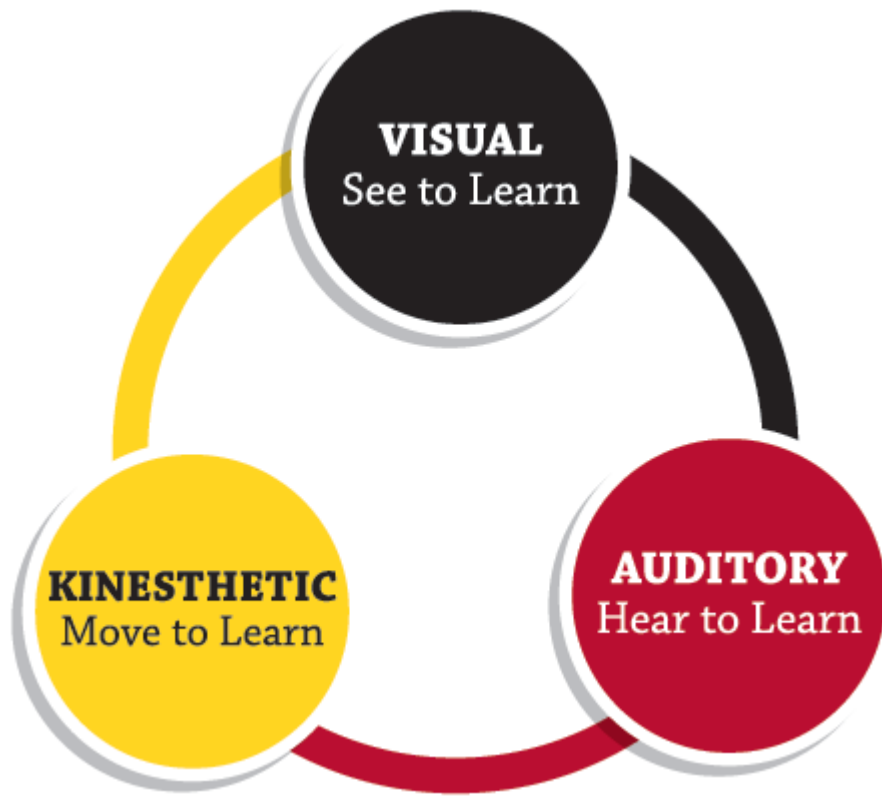 VISUAL
See to Learn
KINESTHETIC
Move to Learn
AUDITORY
Hear to Learn